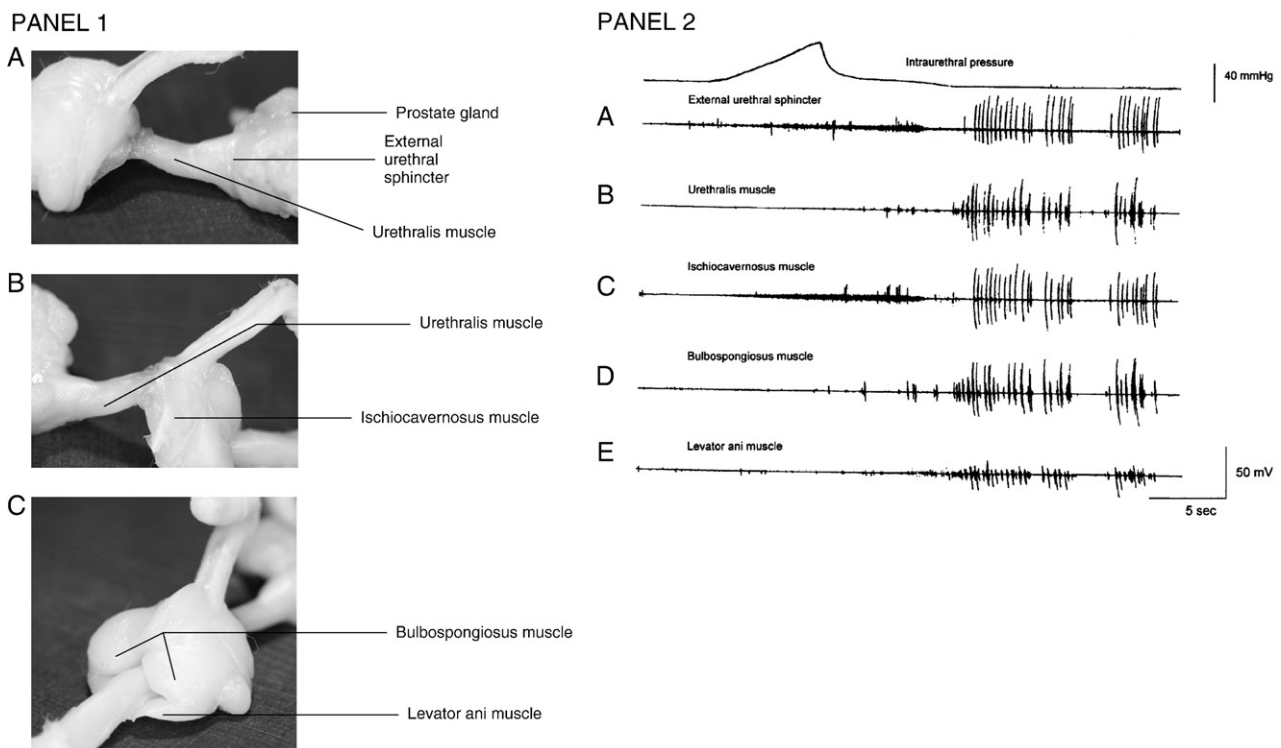 PANEL 1
A
Prostate gland
External
urethral
sphincter
Urethralis muscle
B
Urethralis muscle
Ischiocavernosus muscle
C
Bulbospongiosus muscle
Levator ani muscle
PANEL 2
Intraurethral pressure
40 mmHg
A
External urethral sphincter
B
Urethralis muscle
C
Ischiocavernosus muscle
D
Bulbospongiosus muscle
E
Levator ani muscle
50 mV
5 sec